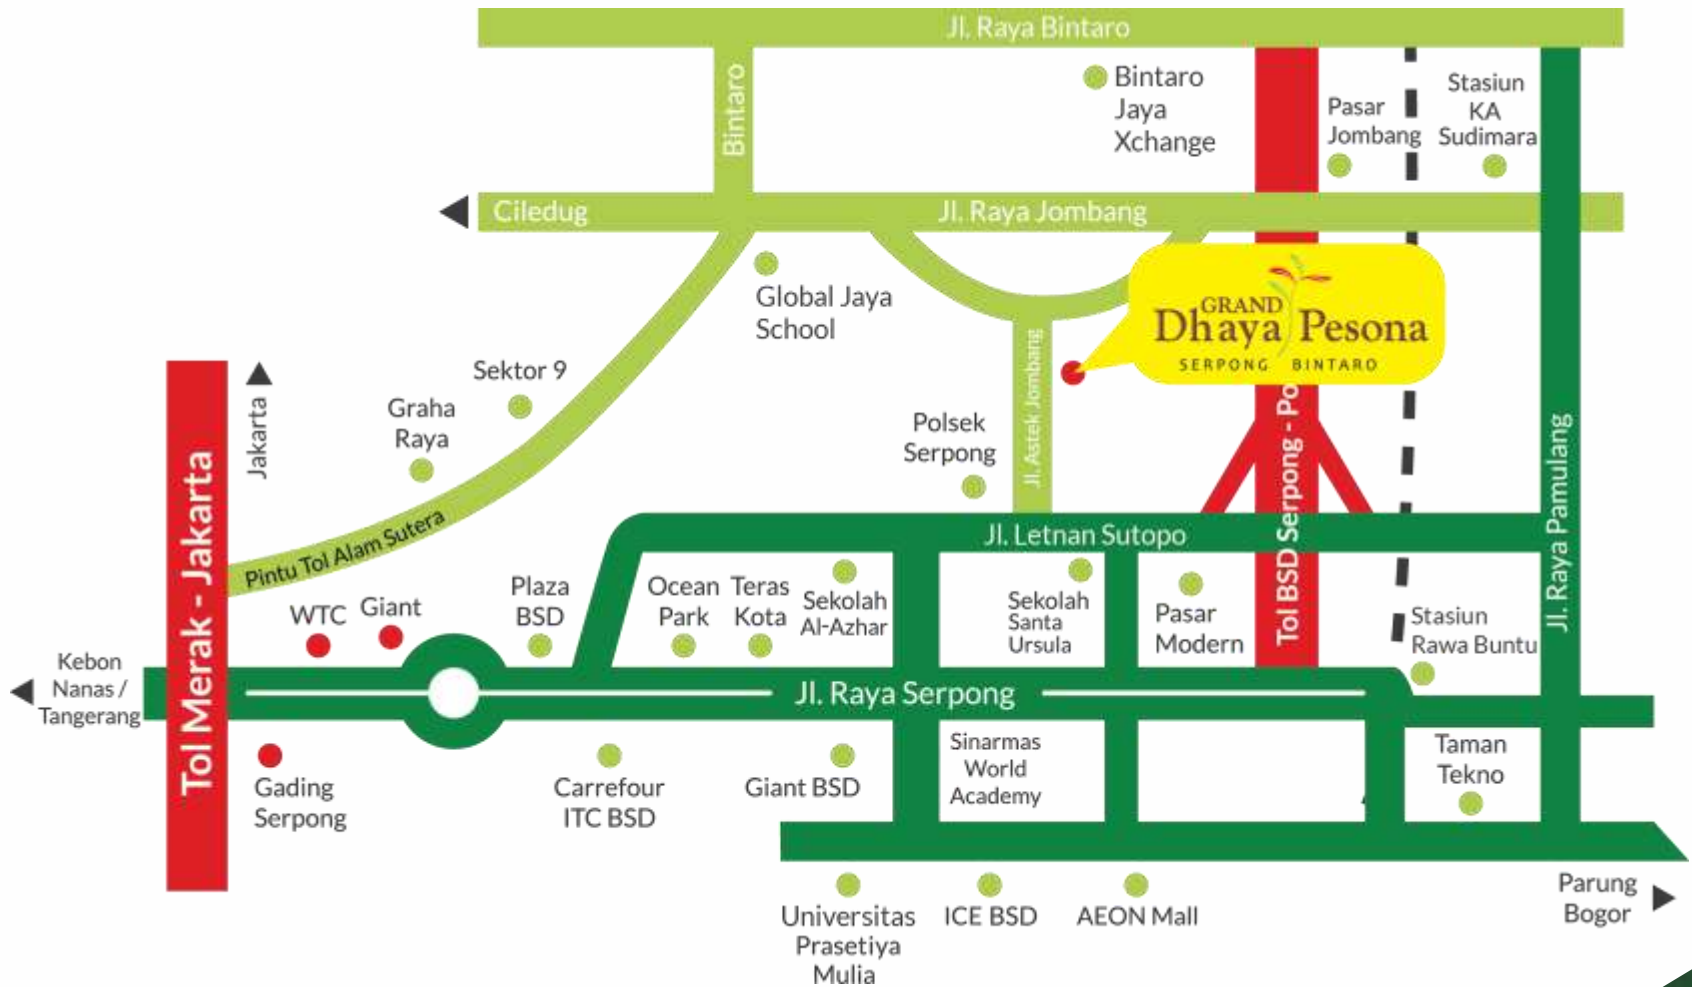 Jl. Raya Bintaro
Bintaro
Bintaro
Jaya
Xchange
Pasar
Jombang
Stasiun
KA
Sudimara
Ciledug
Jl. Raya Jombang
Global Jaya
School
GRAND
Dhaya Pesona
SERPONG BINTARO
Sektor 9
Graha
Raya
Jakarta
Tol Merak - Jakarta
Pintu Tol Alam Sutera
Polsek
Serpong
Jl. Astek Jombang
Tol BSD Serpong - Po
Jl. Raya Pamulang
Jl. Letnan Sutopo
WTC
Giant
Plaza
BSD
Ocean
Park
Teras
Kota
Sekolah
Al-Azhar
Sekolah
Santa
Ursula
Pasar
Modern
Stasiun
Rawa Buntu
Kebon
Nanas /
Tangerang
Jl. Raya Serpong
Gading
Serpong
Carrefour
ITC BSD
Giant BSD
Sinarmas
World
Academy
Taman
Tekno
Universitas
Prasetiya
Mulia
ICE BSD
AEON Mall
Parung
Bogor